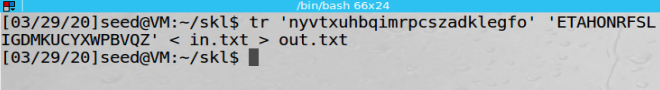 /bin/bash 66x24
[03/29/20]seed@VM:~/skl$ tr 'nyvtxuhbqimrpcszadklegfo' 'ETAHONRFSL
IGDMKUCYXWPBVQZ' < in.txt > out.txt
[03/29/20]seed@VM:~/skl$